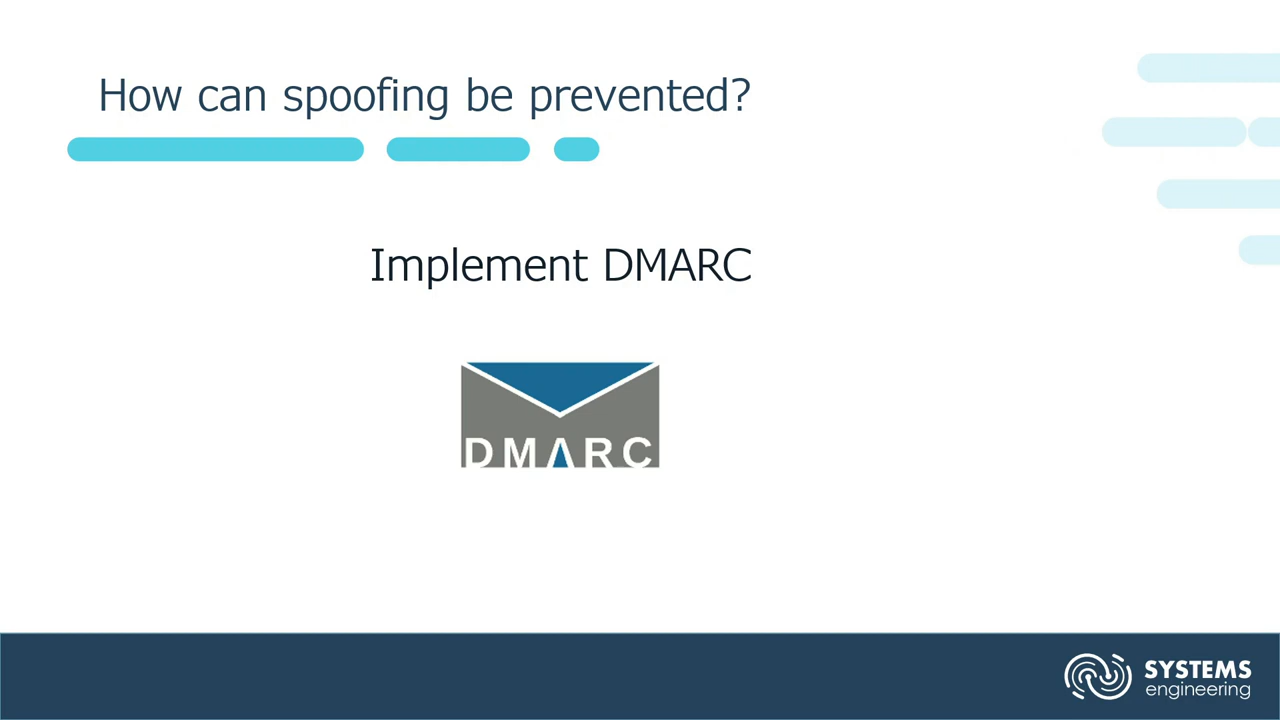 How can spoofing be prevented?
Implement DMARC
DMARC
SYSTEMS
engineering